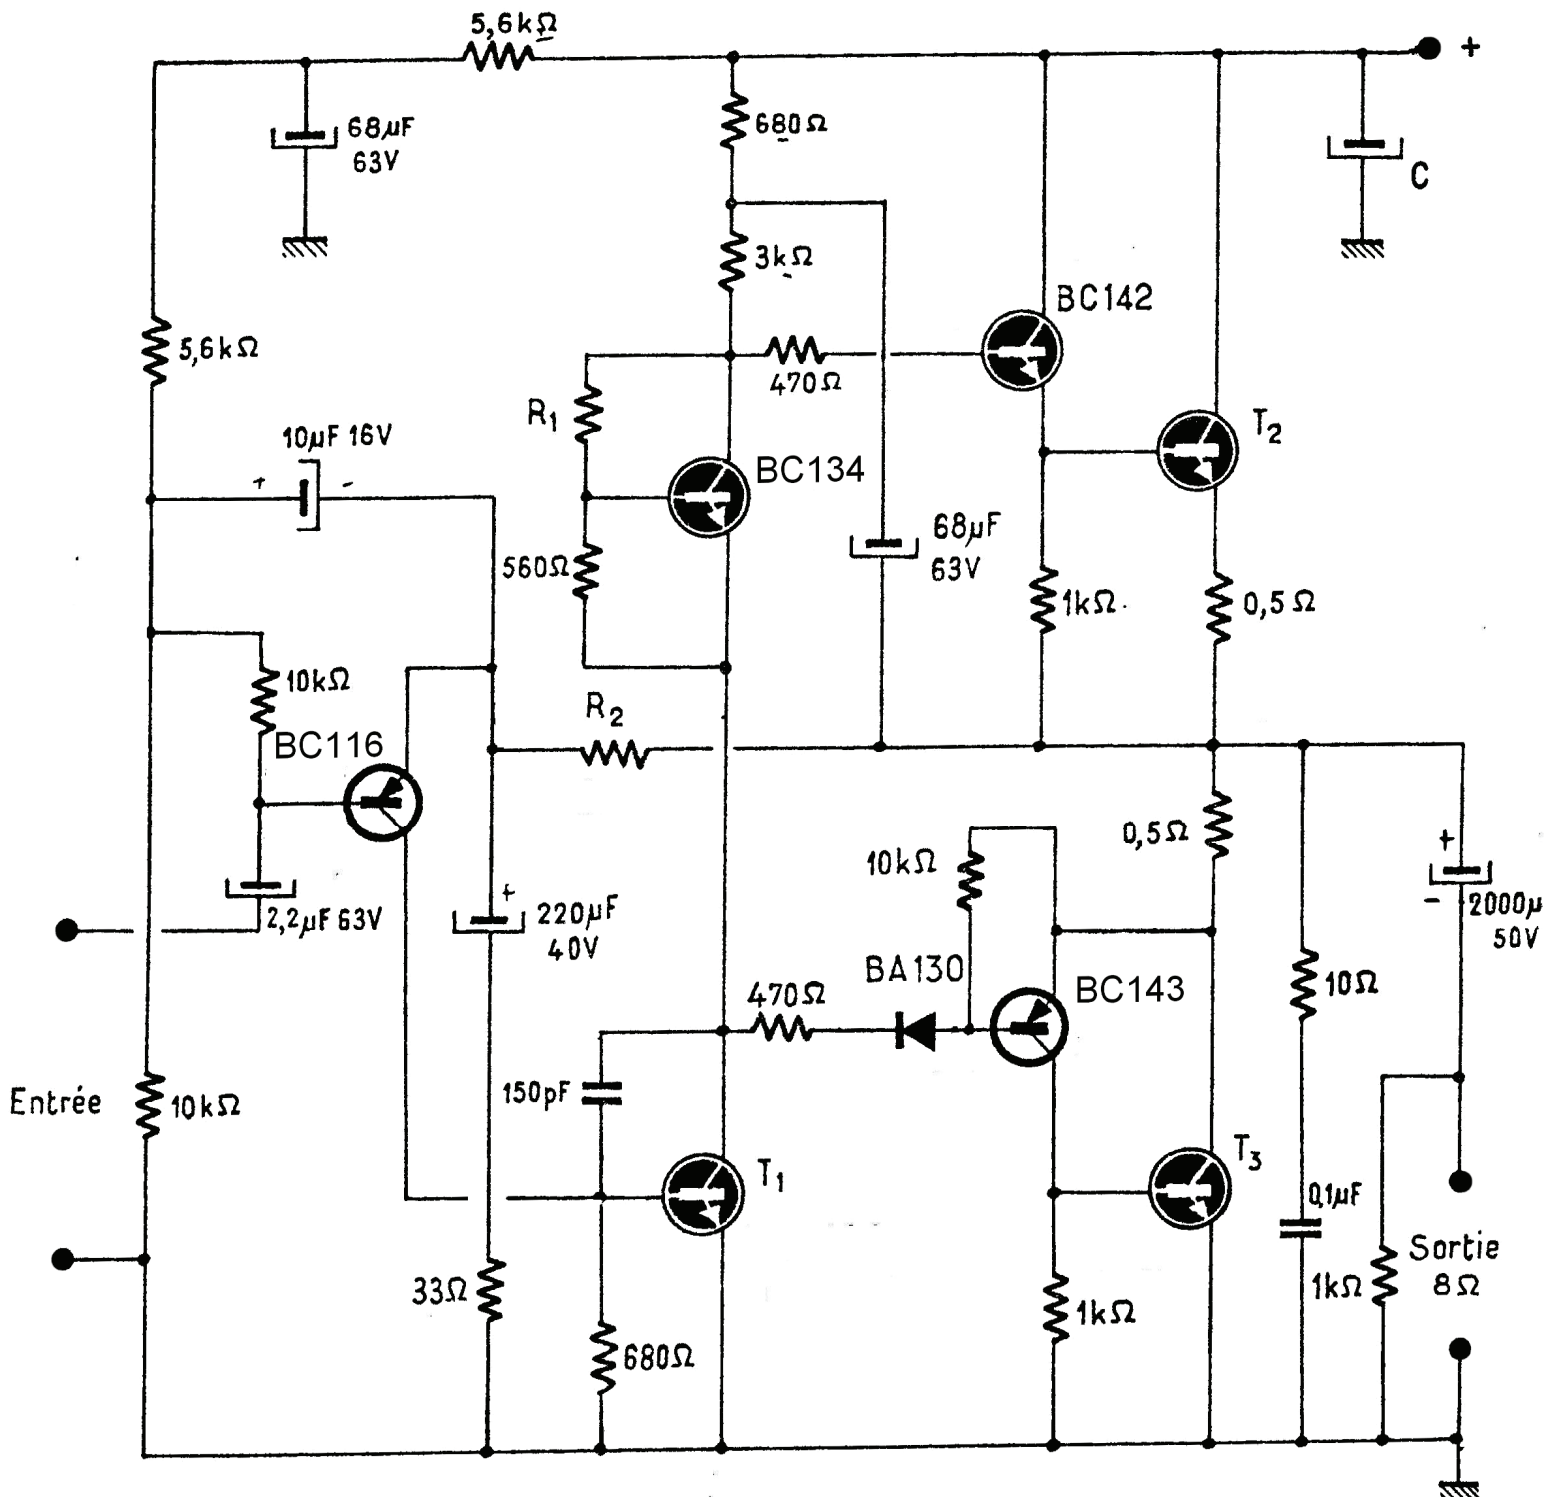 5,6kΩ
+
68µF
63V
680Ω
C
3kΩ
BC142
5,6kΩ
470Ω
R1
T2
10µF 16V
+ -
BC134
68µF
63V
560Ω
1kΩ
0,5Ω
10kΩ
R2
BC116
0,5Ω
+
10kΩ
2,2µF 63V
+
220µF
40V
-
2000µ
50V
BA130
470Ω
BC143
10Ω
150pF
Entrée
10kΩ
T1
T3
0,1µF
33Ω
1kΩ
1kΩ
Sortie
8Ω
680Ω